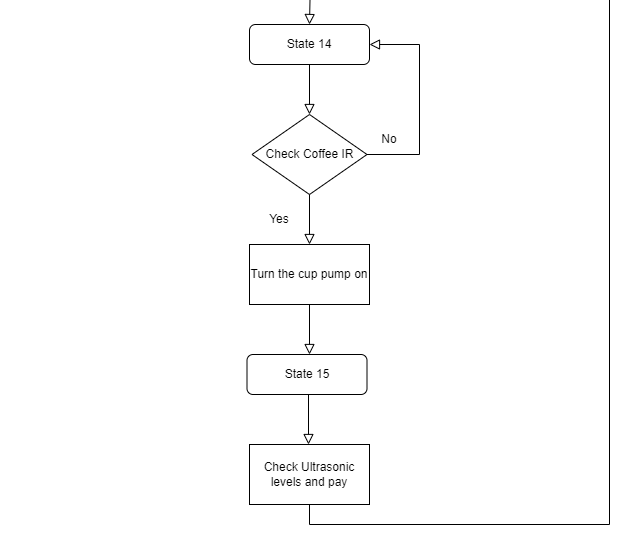 State 14
No
Check Coffee IR
Yes
Turn the cup pump on
State 15
Check Ultrasonic
levels and pay